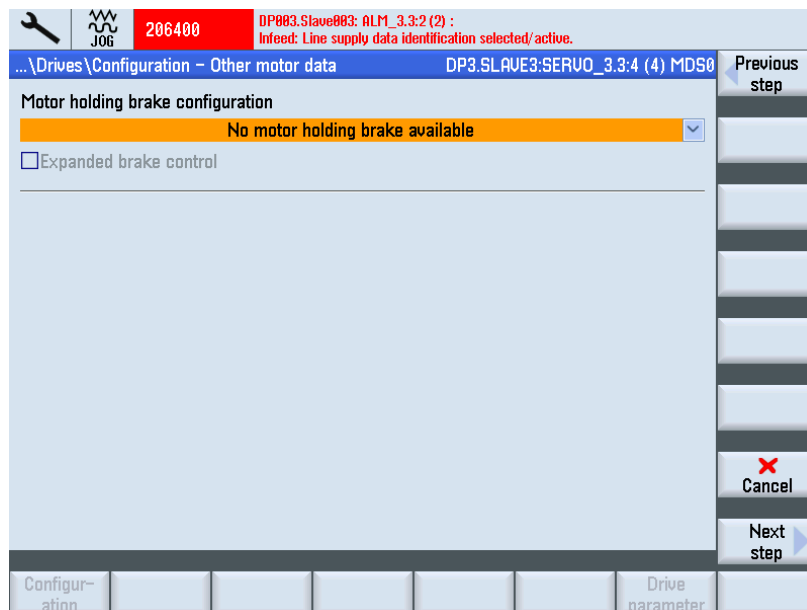 JOG
206400
DP003.Slave003: ALM_3.3:2 (2) :
Infeed: Line supply data identification selected/active.
...\Drives\Configuration - Other motor data
DP3.SLAVE3:SERVO_3.3:4 (4) MDS0
Previous
step
Motor holding brake configuration
No motor holding brake available
Expanded brake control
Cancel
Next
step
Configur-
ation
Drive
parameter